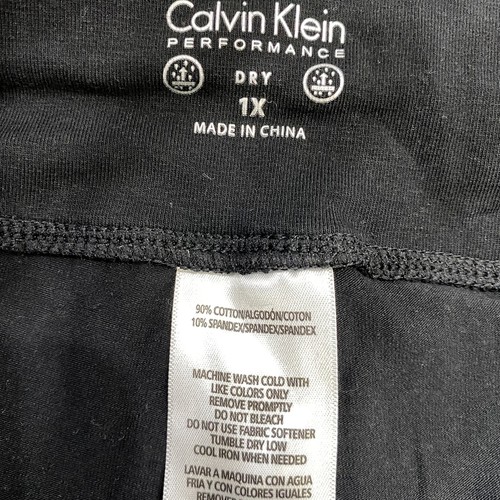 Calvin Klein
PERFORMANCE
DRY
1X
MADE IN CHINA
90% COTTON/ALGODÓN/COTON
10% SPANDEX/SPANDEX/SPANDEX
MACHINE WASH COLD WITH
LIKE COLORS ONLY
REMOVE PROMPTLY
DO NOT BLEACH
DO NOT USE FABRIC SOFTENER
TUMBLE DRY LOW
COOL IRON WHEN NEEDED
LAVAR A MAQUINA CON AGUA
FRIA Y CON COLORES IGUALES